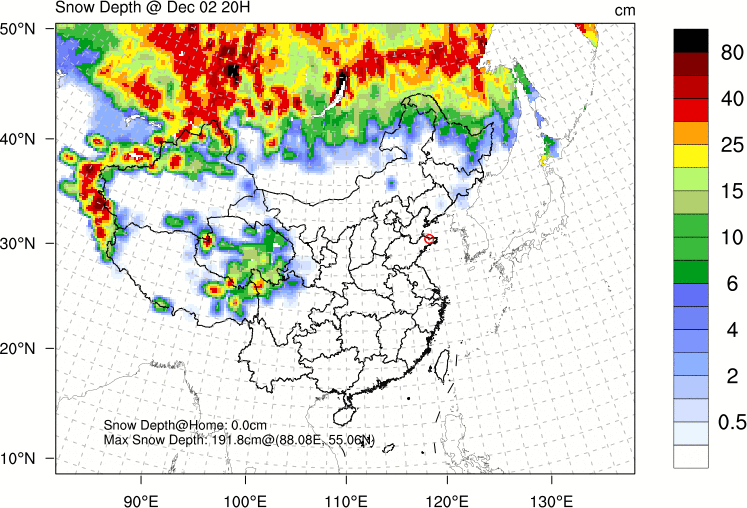 Snow Depth @ Dec 02 20H
cm
50°N
40°N
30°N
20°N
10°N
90°E
100°E
110°E
120°E
130°E
80
40
25
15
10
6
4
2
0.5
Snow Depth@Home: 0.0cm
Max Snow Depth: 191.8cm@(88.08E, 55.06N)